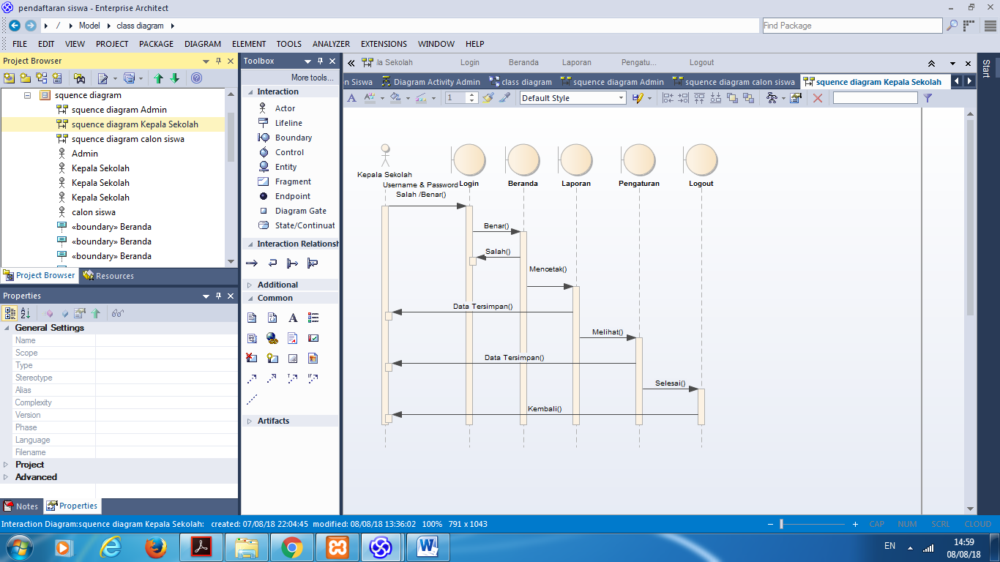 pendaftaran siswa - Enterprise Architect
/ Model class diagram
Find Package
FILE EDIT VIEW PROJECT PACKAGE DIAGRAM ELEMENT TOOLS ANALYZER EXTENSIONS WINDOW HELP
Project Browser
squence diagram
squence diagram Admin
squence diagram Kepala Sekolah
squence diagram calon siswa
Admin
Kepala Sekolah
Kepala Sekolah
Kepala Sekolah
calon siswa
«boundary» Beranda
«boundary» Beranda
«boundary» Beranda
Project Browser Resources
Properties
General Settings
Name
Scope
Type
Stereotype
Alias
Complexity
Version
Phase
Language
Filename
Project
Advanced
Notes Properties
Toolbox
More tools...
Interaction
Actor
Lifeline
Boundary
Control
Entity
Fragment
Endpoint
Diagram Gate
State/Continuat
Interaction Relationsh
Additional
Common
Artifacts
la Sekolah Login Beranda Laporan Pengatu... Logout
n Siswa Diagram Activity Admin class diagram squence diagram Admin squence diagram calon siswa squence diagram Kepala Sekolah
1 Default Style
Start
Kepala Sekolah Login Beranda Laporan Pengaturan Logout
Username & Password
Salah /Benar()
Benar()
Salah()
Mencetak()
Data Tersimpan()
Melihat()
Data Tersimpan()
Selesai()
Kembali()
Interaction Diagram:squence diagram Kepala Sekolah: created: 07/08/18 22:04:45 modified: 08/08/18 13:36:02 100% 791 x 1043
CAP NUM SCRL CLOUD
EN
14:59
08/08/18